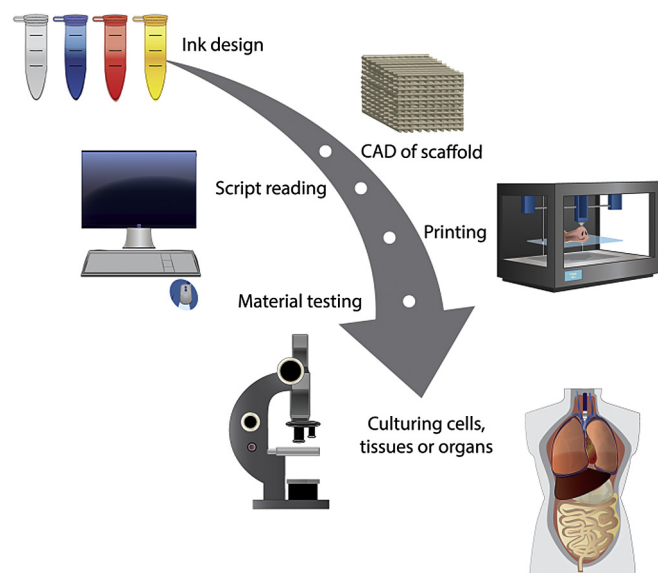 Ink design
CAD of scaffold
Script reading
Printing
Material testing
Culturing cells,
tissues or organs